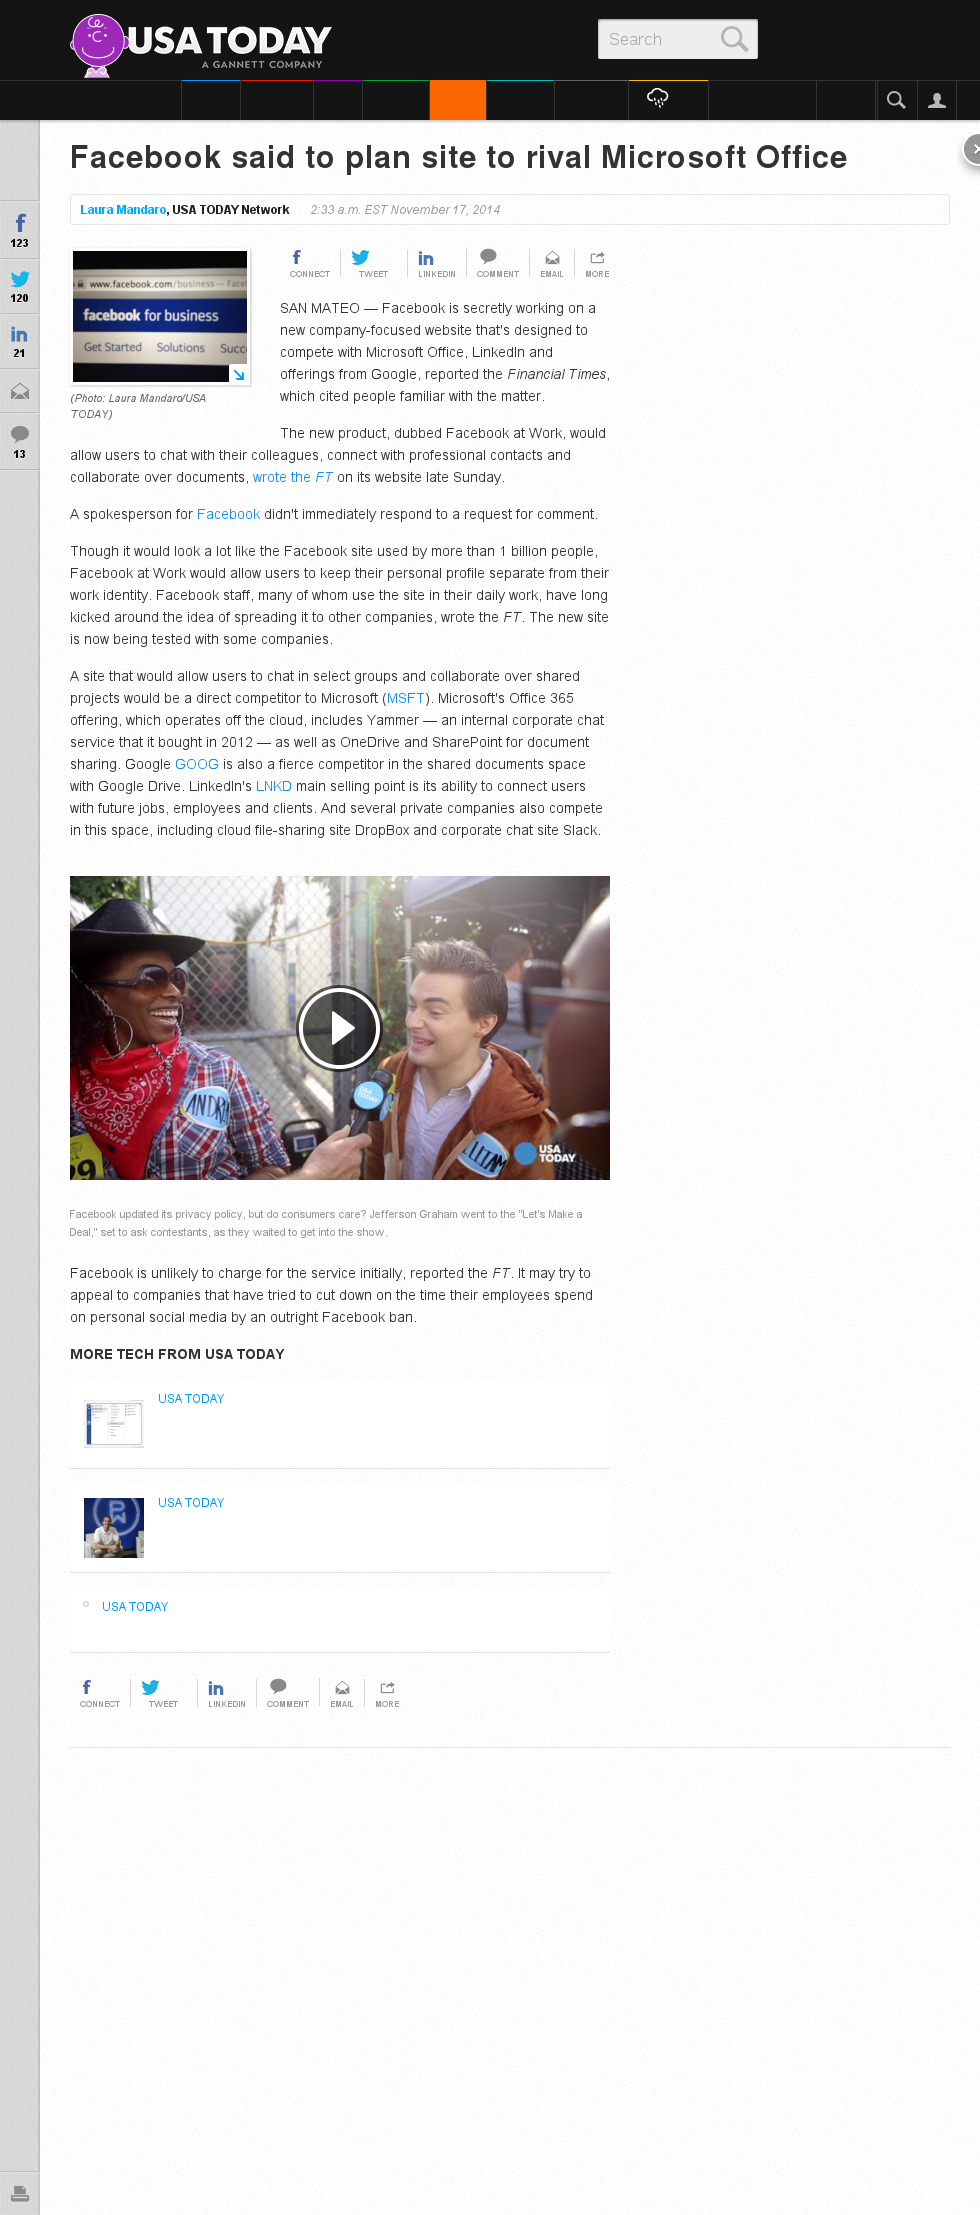 USA TODAY
A GANNETT COMPANY
Search
Facebook said to plan site to rival Microsoft Office
Laura Mandaro, USA TODAY Network 2:33 a.m. EST November 17, 2014
123
120
21
13
www.facebook.com/business — Face
facebook for business
Get Started Solutions Succ
(Photo: Laura Mandaro/USA
TODAY)
CONNECT TWEET LINKEDIN COMMENT EMAIL MORE
SAN MATEO — Facebook is secretly working on a
new company-focused website that's designed to
compete with Microsoft Office, LinkedIn and
offerings from Google, reported the Financial Times,
which cited people familiar with the matter.
The new product, dubbed Facebook at Work, would
allow users to chat with their colleagues, connect with professional contacts and
collaborate over documents, wrote the FT on its website late Sunday.
A spokesperson for Facebook didn't immediately respond to a request for comment.
Though it would look a lot like the Facebook site used by more than 1 billion people,
Facebook at Work would allow users to keep their personal profile separate from their
work identity. Facebook staff, many of whom use the site in their daily work, have long
kicked around the idea of spreading it to other companies, wrote the FT. The new site
is now being tested with some companies.
A site that would allow users to chat in select groups and collaborate over shared
projects would be a direct competitor to Microsoft (MSFT). Microsoft's Office 365
offering, which operates off the cloud, includes Yammer — an internal corporate chat
service that it bought in 2012 — as well as OneDrive and SharePoint for document
sharing. Google GOOG is also a fierce competitor in the shared documents space
with Google Drive. LinkedIn's LNKD main selling point is its ability to connect users
with future jobs, employees and clients. And several private companies also compete
in this space, including cloud file-sharing site DropBox and corporate chat site Slack.
ANDRE
USA TODAY
LLIAM
USA
TODAY
Facebook updated its privacy policy, but do consumers care? Jefferson Graham went to the "Let's Make a
Deal," set to ask contestants, as they waited to get into the show.
Facebook is unlikely to charge for the service initially, reported the FT. It may try to
appeal to companies that have tried to cut down on the time their employees spend
on personal social media by an outright Facebook ban.
MORE TECH FROM USA TODAY
USA TODAY
USA TODAY
USA TODAY
CONNECT TWEET LINKEDIN COMMENT EMAIL MORE